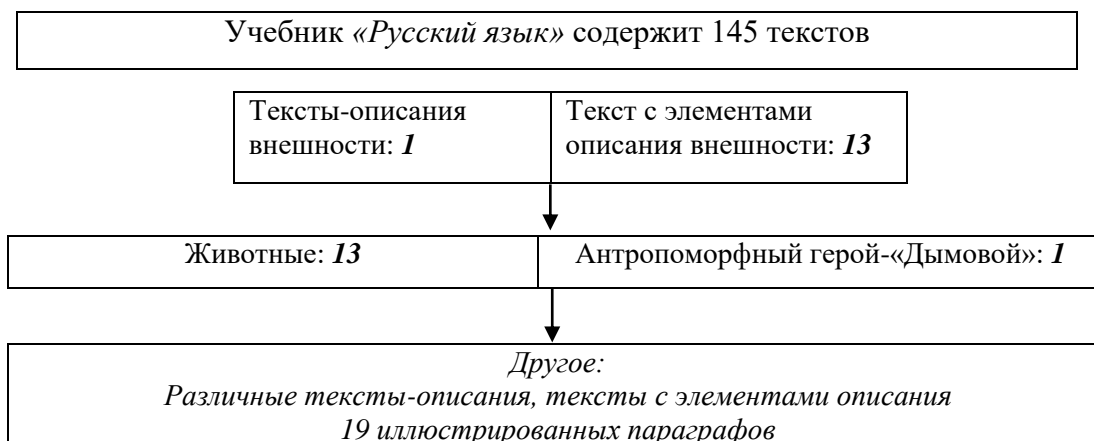 Учебник «Русский язык» содержит 145 текстов
Тексты-описания
внешности: 1
Текст с элементами
описания внешности: 13
Животные: 13
Антропоморфный герой-«Дымовой»: 1
Другое:
Различные тексты-описания, тексты с элементами описания
19 иллюстрированных параграфов